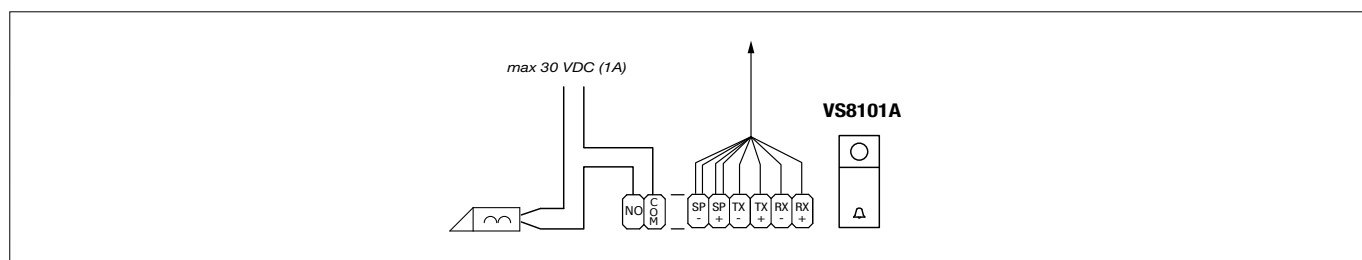 max 30 VDC (1A)
VS8101A
NO COM SP - SP + TX - TX + RX - RX +